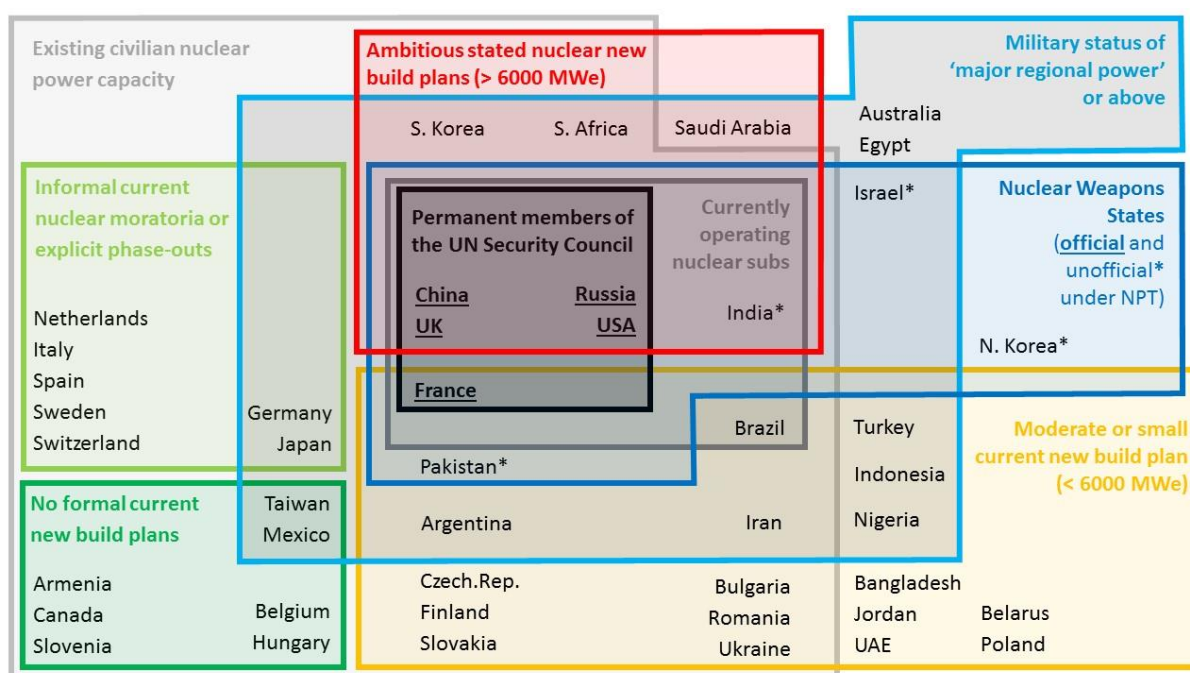 Existing civilian nuclear
power capacity
Ambitious stated nuclear new
build plans (> 6000 MWe)
Military status of
‘major regional power’
or above
S. Korea
S. Africa
Saudi Arabia
Australia
Egypt
Israel*
Informal current
nuclear moratoria or
explicit phase-outs
Netherlands
Italy
Spain
Sweden
Switzerland
Germany
Japan
Permanent members of
the UN Security Council
China
Russia
UK
USA
France
Currently
operating
nuclear subs
India*
Brazil
Nuclear Weapons
States
(official and
unofficial*
under NPT)
N. Korea*
Pakistan*
Turkey
Indonesia
Nigeria
Moderate or small
current new build plan
(< 6000 MWe)
No formal current
new build plans
Taiwan
Mexico
Argentina
Iran
Armenia
Canada
Slovenia
Belgium
Hungary
Czech.Rep.
Finland
Slovakia
Bulgaria
Romania
Ukraine
Bangladesh
Jordan
UAE
Belarus
Poland